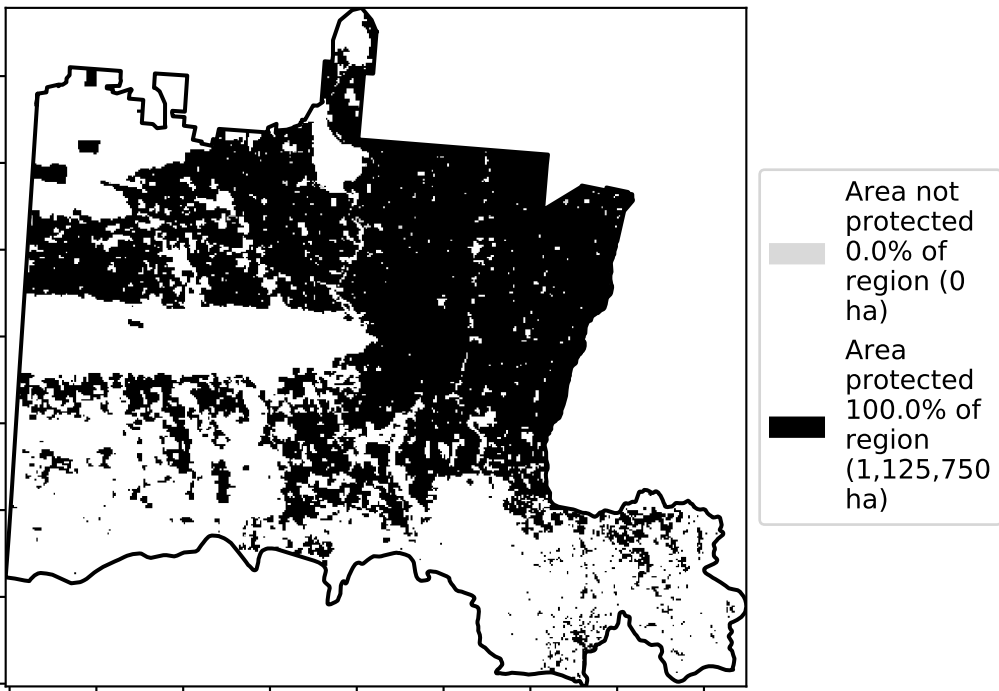 Area not
protected
0.0% of
region (0
ha)
Area
protected
100.0% of
region
(1,125,750
ha)